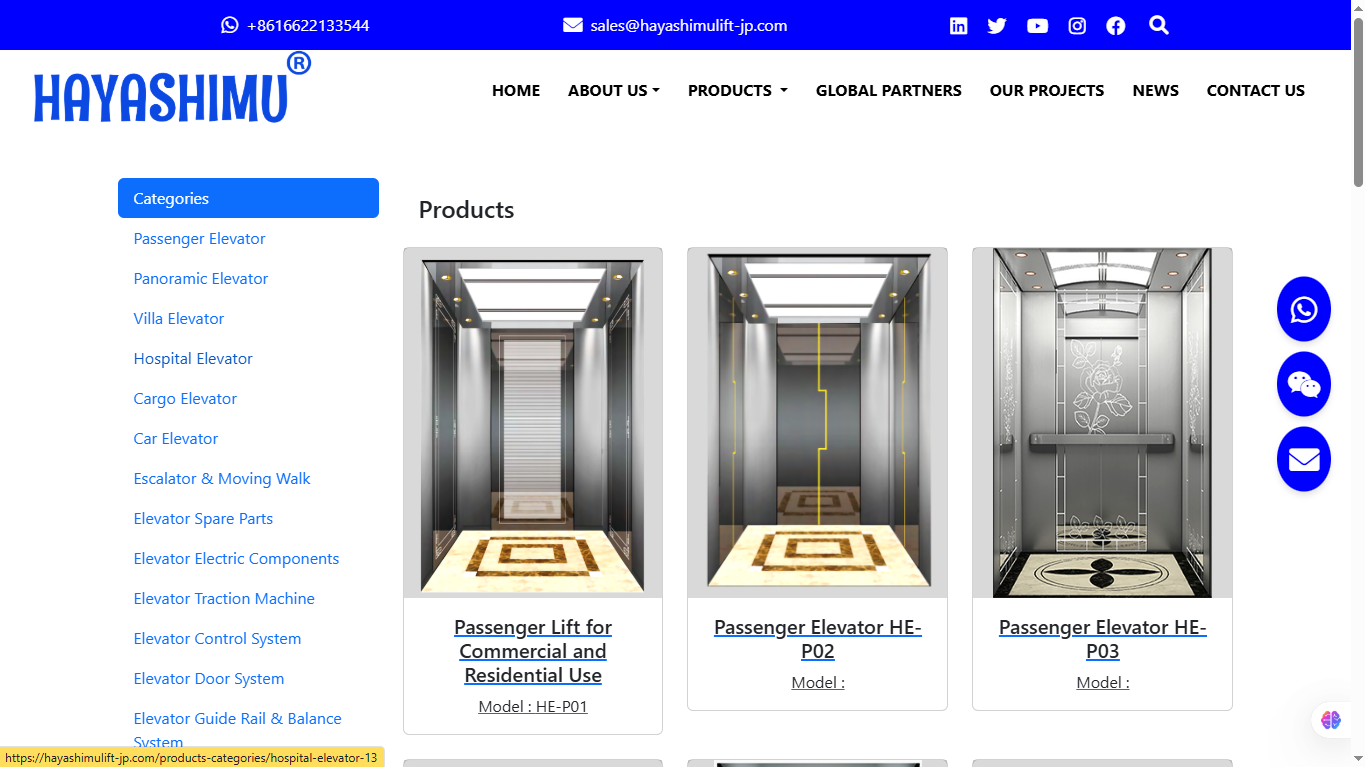 +8616622133544
sales@hayashimulift-jp.com
HAYASHIMU®
HOME
ABOUT US
PRODUCTS
GLOBAL PARTNERS
OUR PROJECTS
NEWS
CONTACT US
Categories
Passenger Elevator
Panoramic Elevator
Villa Elevator
Hospital Elevator
Cargo Elevator
Car Elevator
Escalator & Moving Walk
Elevator Spare Parts
Elevator Electric Components
Elevator Traction Machine
Elevator Control System
Elevator Door System
Elevator Guide Rail & Balance
System
Products
Passenger Lift for
Commercial and
Residential Use
Model : HE-P01
Passenger Elevator HE-
P02
Model :
Passenger Elevator HE-
P03
Model :
https://hayashimulift-jp.com/products-categories/hospital-elevator-13